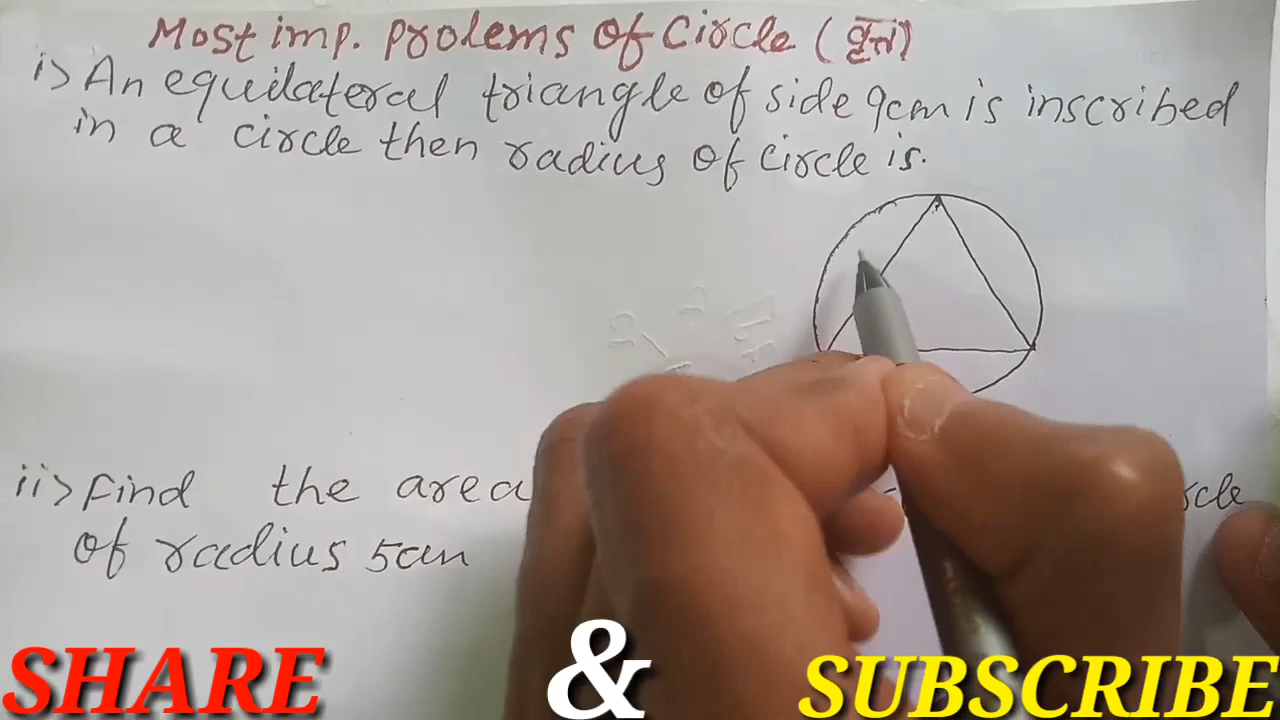 Most imp. prolems of Circle (वृत्त)
i> An equilateral triangle of side 9cm is inscribed
in a circle then radius of circle is.
ii> Find the area
of radius 5cm
SHARE & SUBSCRIBE